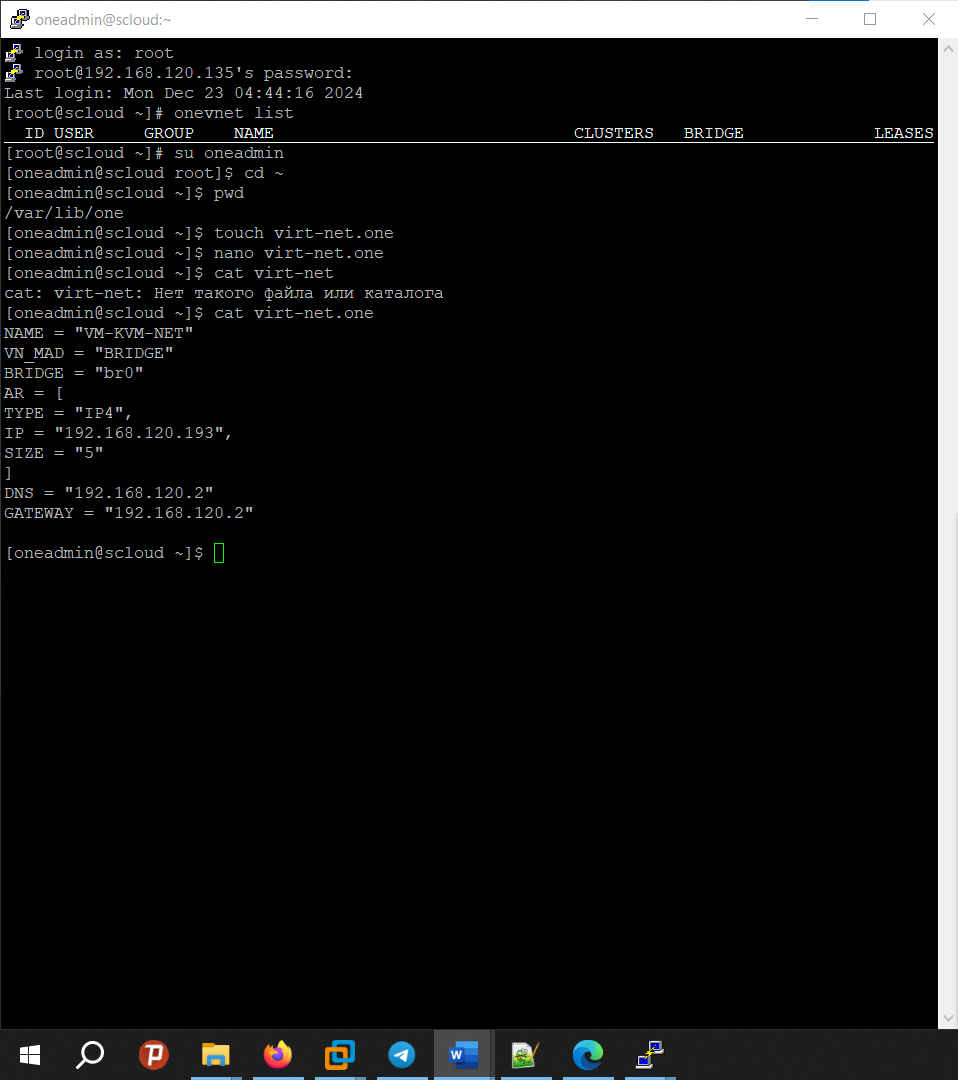 oneadmin@scloud:~
login as: root
root@192.168.120.135's password:
Last login: Mon Dec 23 04:44:16 2024
[root@scloud ~]# onevnet list
ID USER GROUP NAME CLUSTERS BRIDGE LEASES
[root@scloud ~]# su oneadmin
[oneadmin@scloud root]$ cd ~
[oneadmin@scloud ~]$ pwd
/var/lib/one
[oneadmin@scloud ~]$ touch virt-net.one
[oneadmin@scloud ~]$ nano virt-net.one
[oneadmin@scloud ~]$ cat virt-net
cat: virt-net: Нет такого файла или каталога
[oneadmin@scloud ~]$ cat virt-net.one
NAME = "VM-KVM-NET"
VN_MAD = "BRIDGE"
BRIDGE = "br0"
AR = [
TYPE = "IP4",
IP = "192.168.120.193",
SIZE = "5"
]
DNS = "192.168.120.2"
GATEWAY = "192.168.120.2"
[oneadmin@scloud ~]$